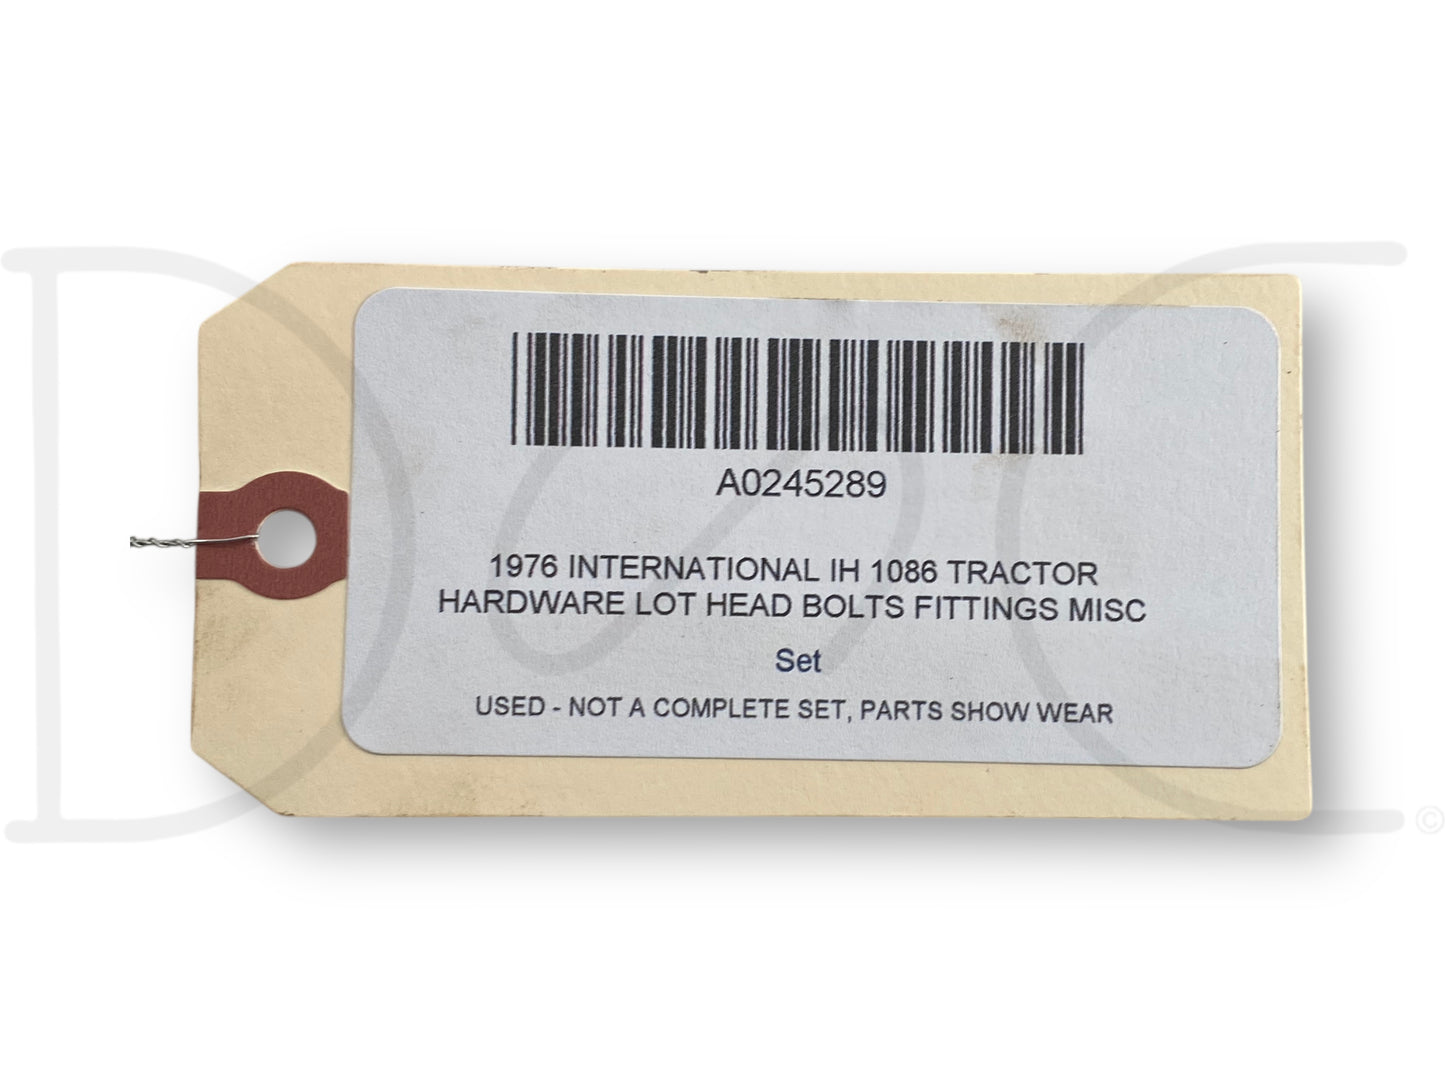 A0245289
1976 INTERNATIONAL IH 1086 TRACTOR
HARDWARE LOT HEAD BOLTS FITTINGS MISC
Set
USED - NOT A COMPLETE SET, PARTS SHOW WEAR
D C ©